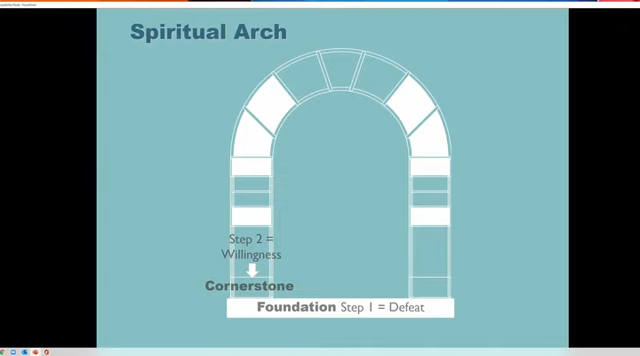 Spiritual Arch
Step 2 =
Willingness
Cornerstone
Foundation Step 1 = Defeat